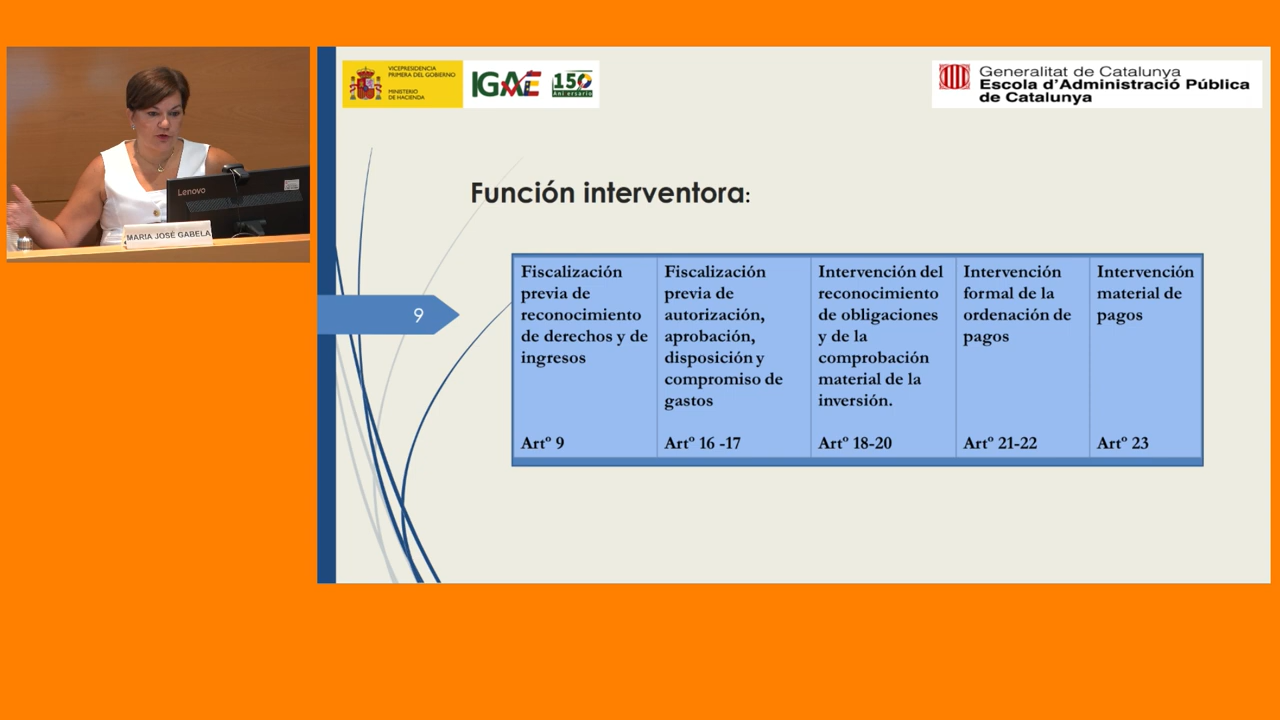 Lenovo
MARIA JOSÉ GABELA
VICEPRESIDENCIA
PRIMERA DEL GOBIERNO
MINISTERIO
DE HACIENDA
IGAE
150
Aniversario
Generalitat de Catalunya
Escola d'Administració Pública
de Catalunya
Función interventora:
9
Fiscalización
previa de
reconocimiento
de derechos y de
ingresos
Artº 9
Fiscalización
previa de
autorización,
aprobación,
disposición y
compromiso de
gastos
Artº 16 -17
Intervención del
reconocimiento
de obligaciones
y de la
comprobación
material de la
inversión.
Artº 18-20
Intervención
formal de la
ordenación de
pagos
Artº 21-22
Intervención
material de
pagos
Artº 23